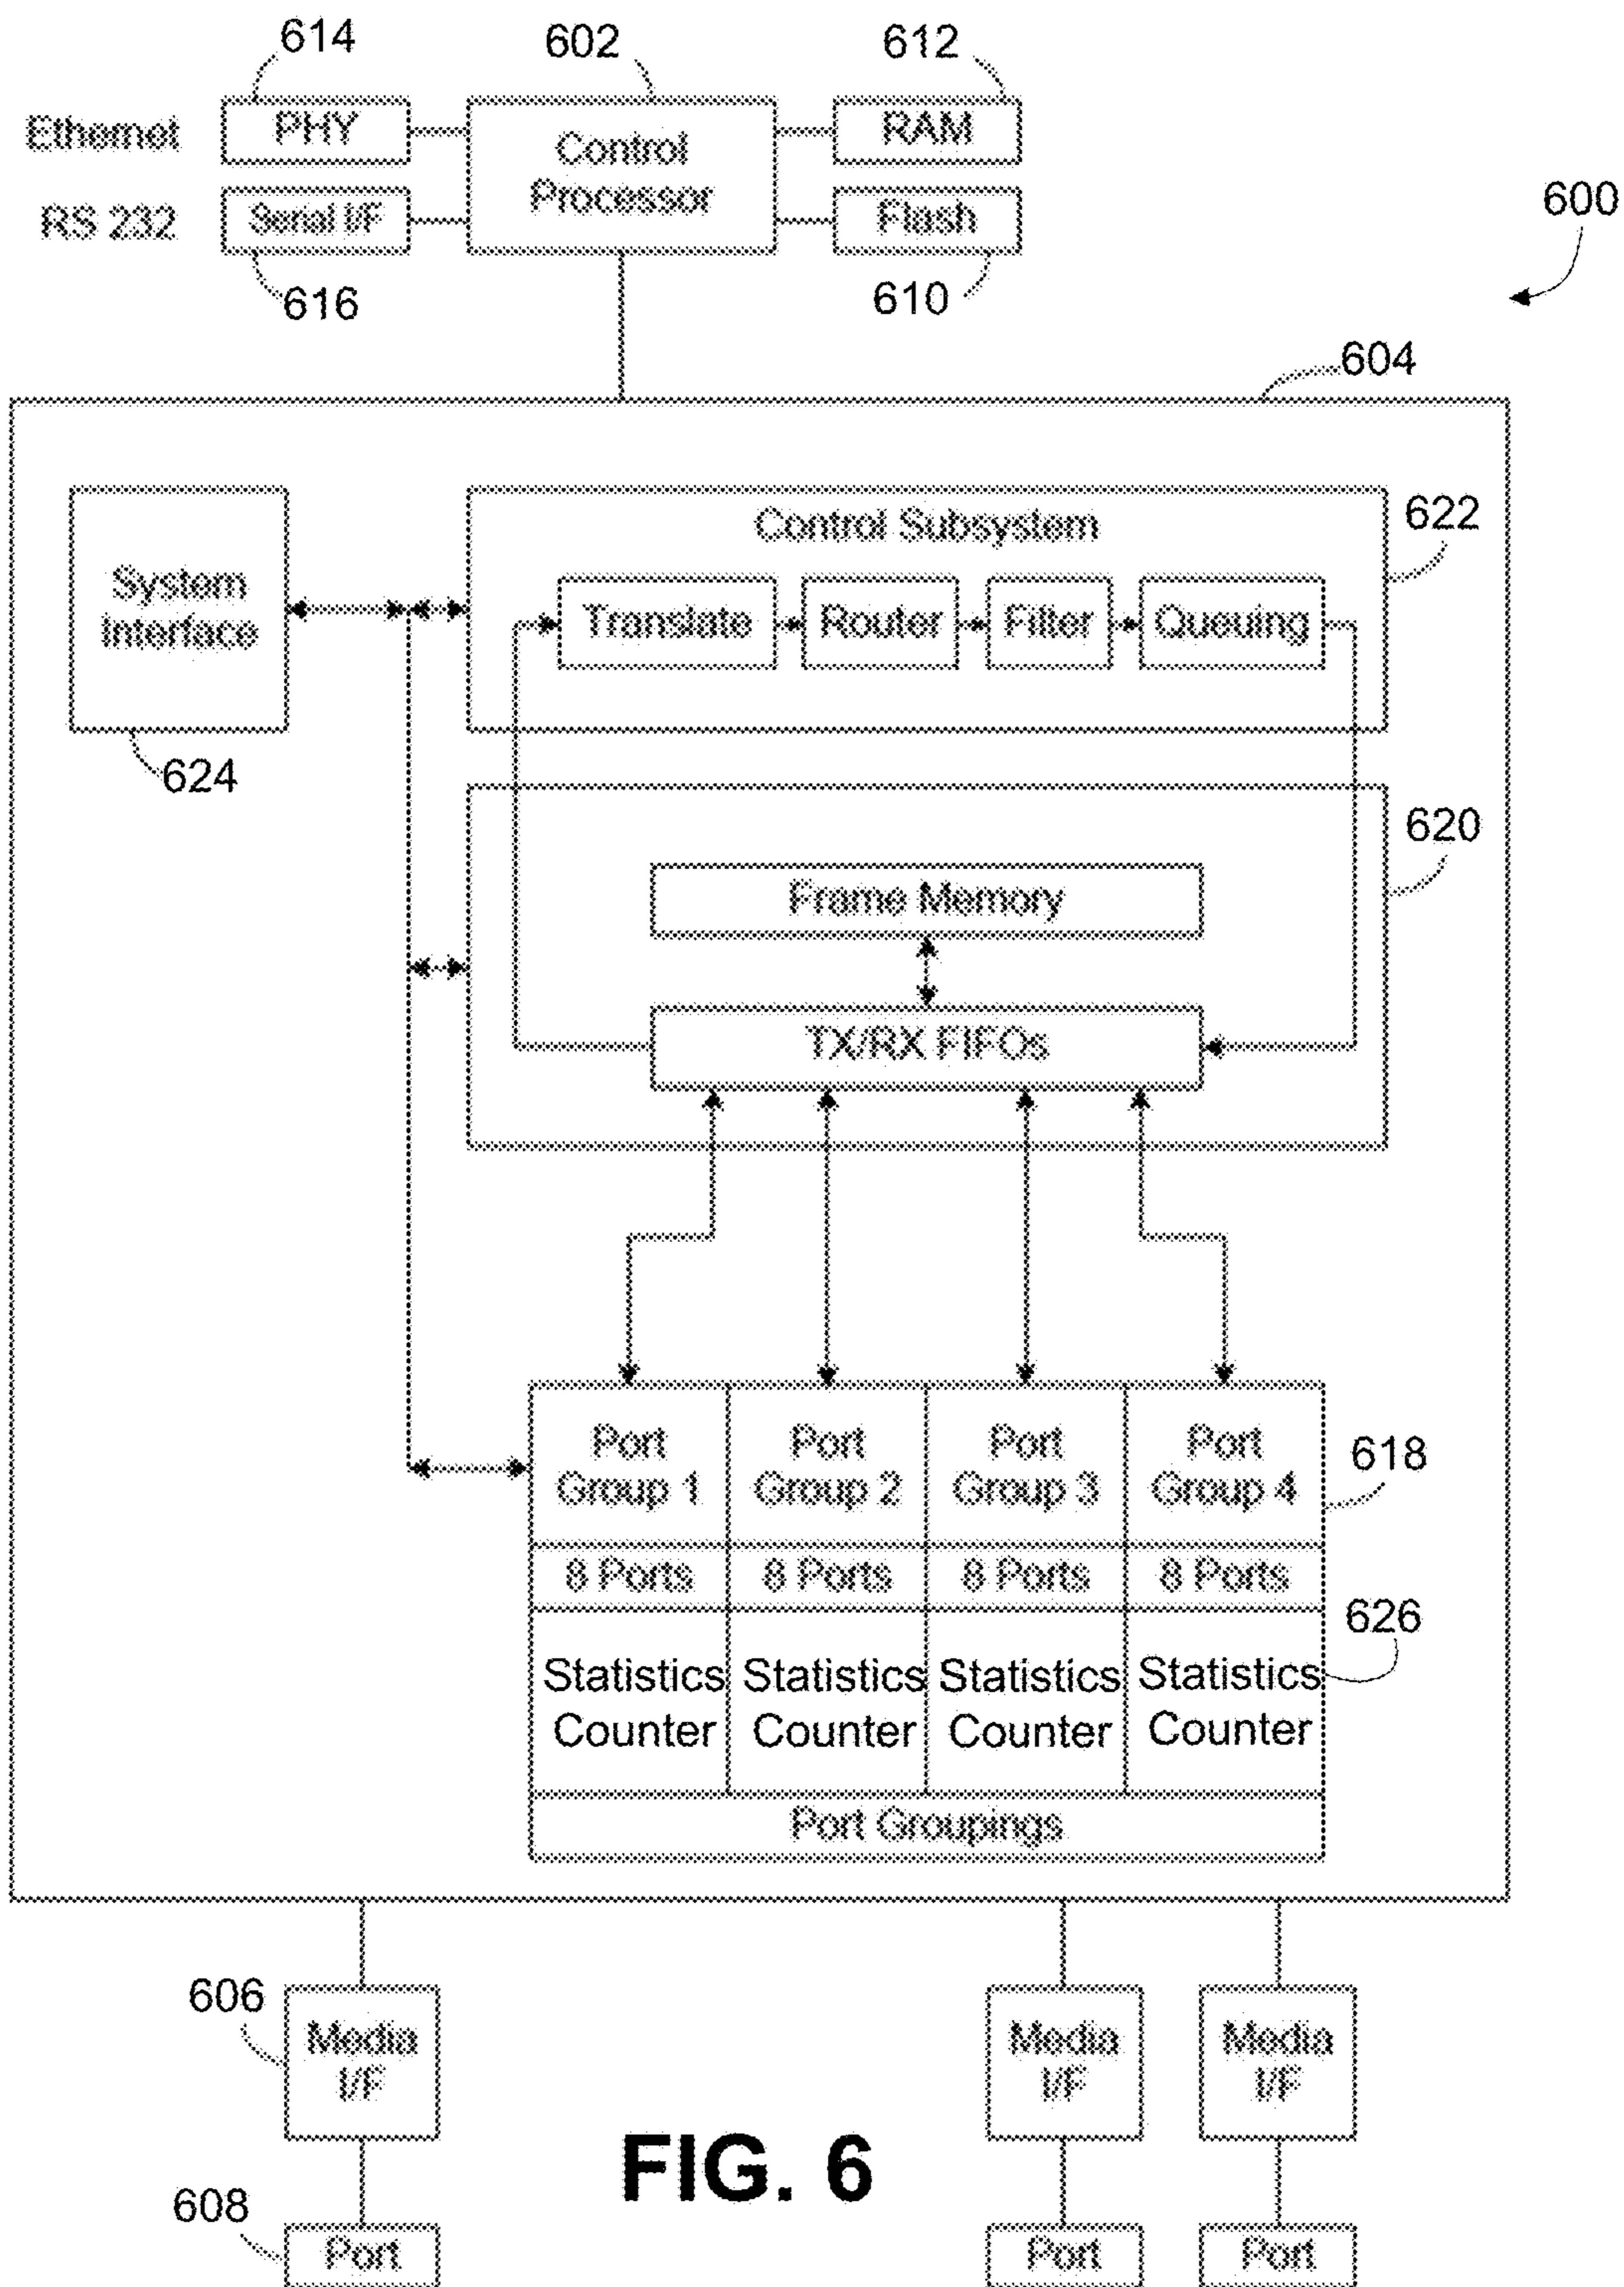 614
602
612
Ethernet
PHY
Control
Processor
RAM
RS 232
Serial I/F
Flash
600
616
610
604
Control Subsystem
622
System
Interface
Translate
Router
Filter
Queuing
624
620
Frame Memory
TX/RX FIFOs
Port
Group 1
Port
Group 2
Port
Group 3
Port
Group 4
618
8 Ports
8 Ports
8 Ports
8 Ports
626
Statistics
Counter
Statistics
Counter
Statistics
Counter
Statistics
Counter
Port Groupings
606
Media
I/F
Media
I/F
Media
I/F
FIG. 6
608
Port
Port
Port